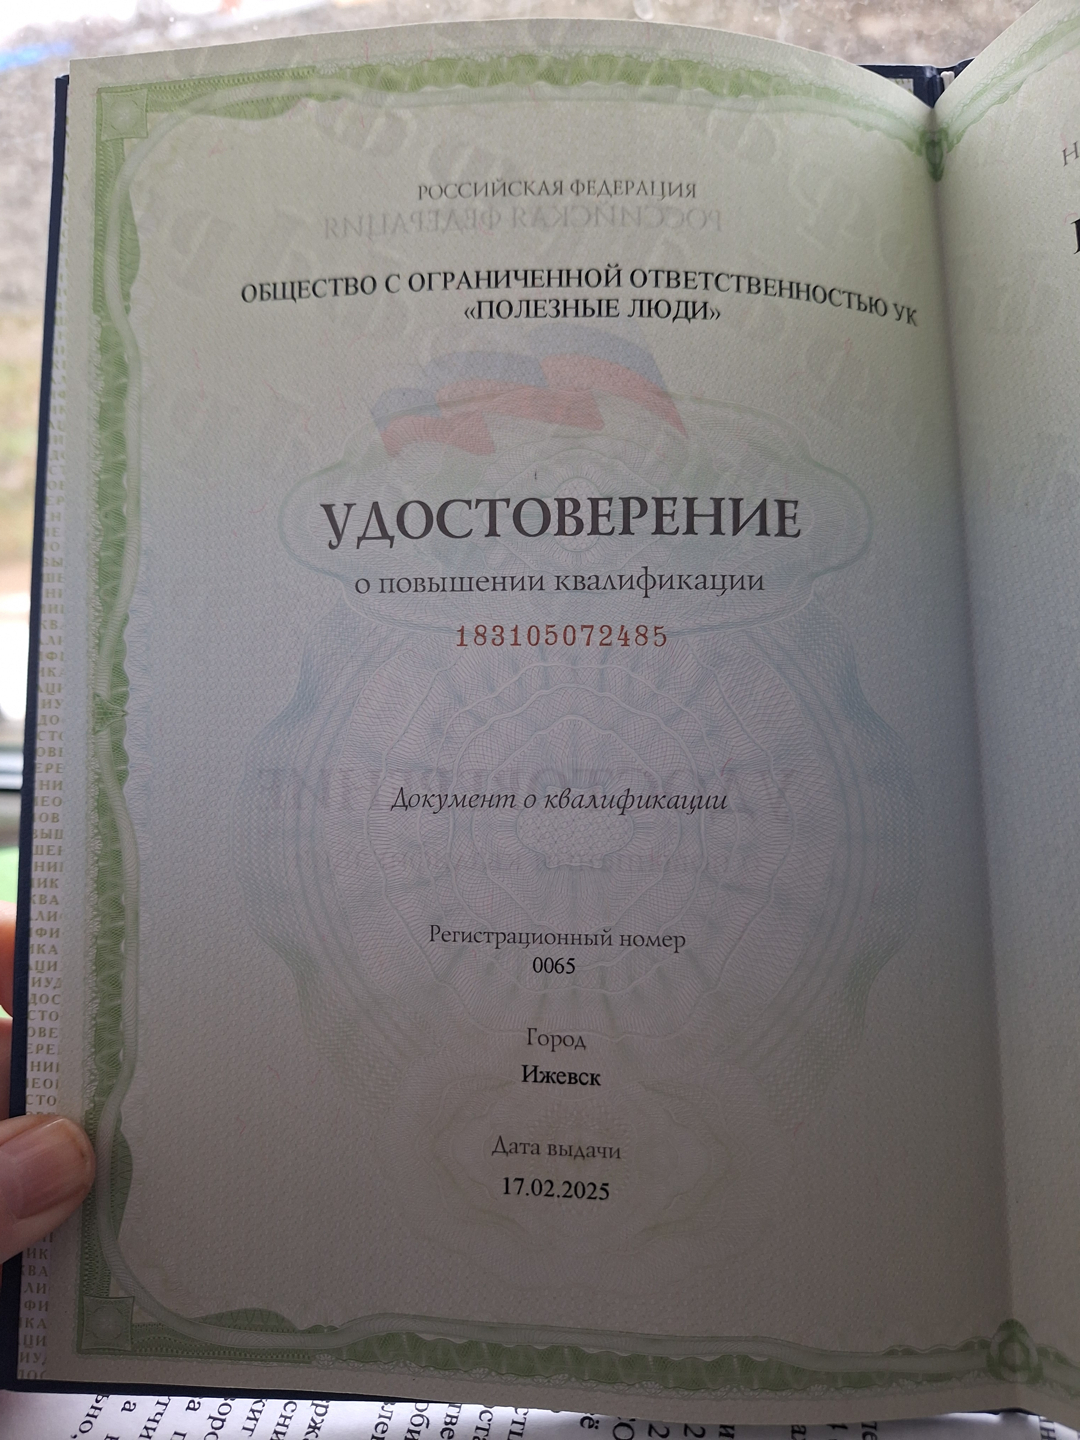 РОССИЙСКАЯ ФЕДЕРАЦИЯ
ОБЩЕСТВО С ОГРАНИЧЕННОЙ ОТВЕТСТВЕННОСТЬЮ УК
«ПОЛЕЗНЫЕ ЛЮДИ»
УДОСТОВЕРЕНИЕ
о повышении квалификации
183105072485
Документ о квалификации
Регистрационный номер
0065
Город
Ижевск
Дата выдачи
17.02.2025